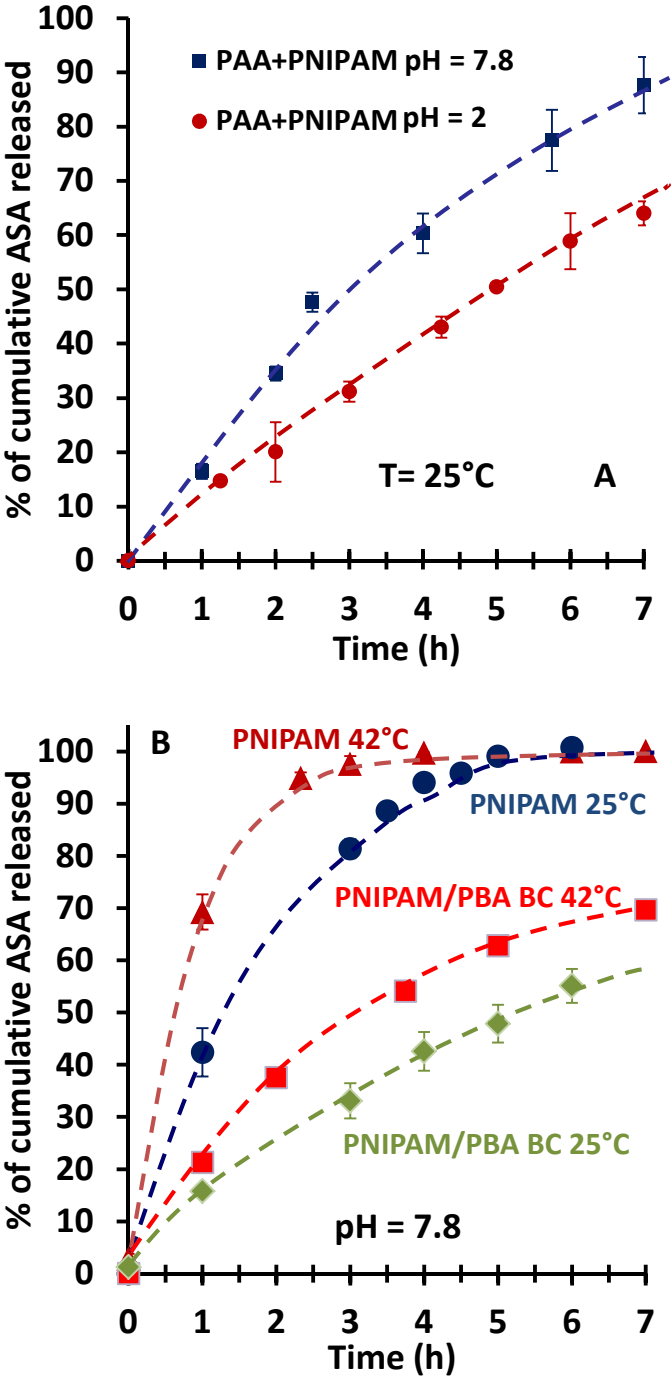 % of cumulative ASA released
100
90
80
70
60
50
40
30
20
10
0
PAA+PNIPAM pH = 7.8
PAA+PNIPAM pH = 2
T= 25°C
A
0 1 2 3 4 5 6 7
Time (h)
% of cumulative ASA released
100
90
80
70
60
50
40
30
20
10
0
B
PNIPAM 42°C
PNIPAM 25°C
PNIPAM/PBA BC 42°C
PNIPAM/PBA BC 25°C
pH = 7.8
0 1 2 3 4 5 6 7
Time (h)